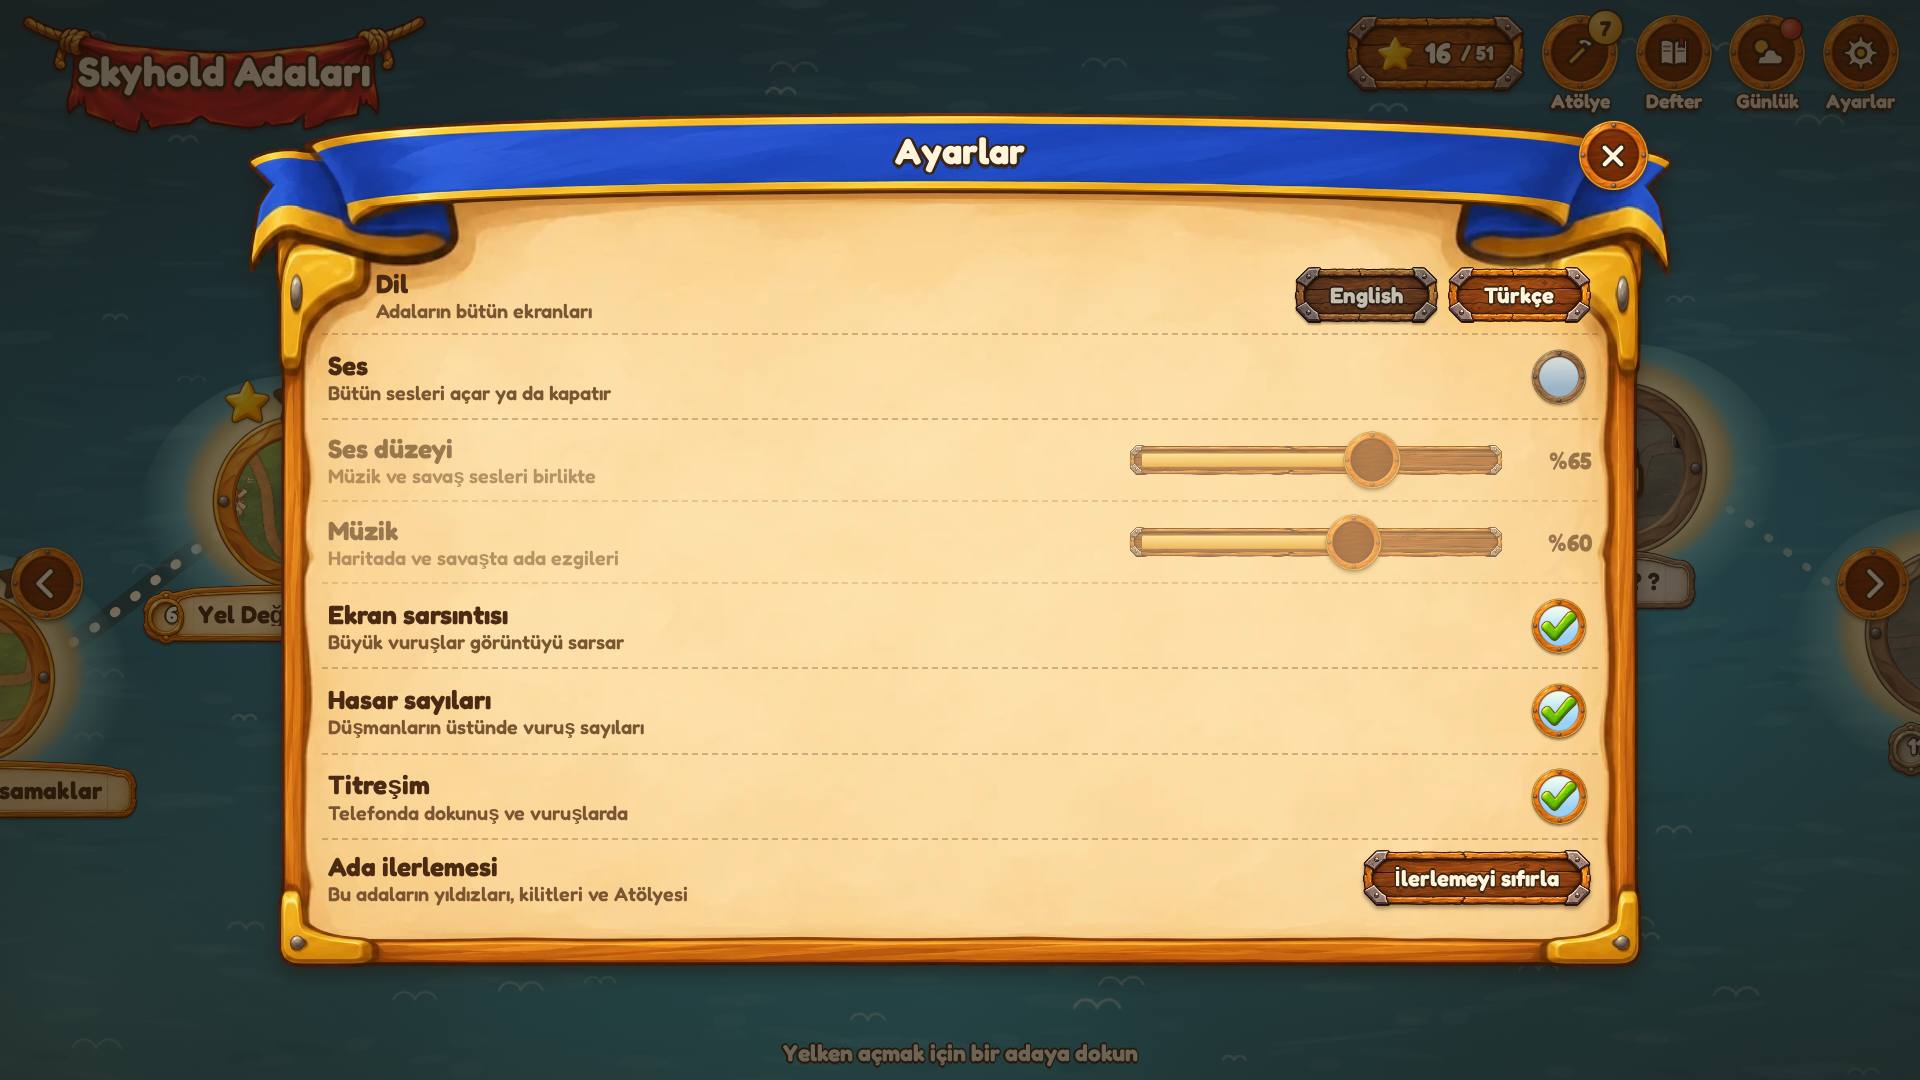 Skyhold Adaları
16 / 51
7
Atölye
Defter
Günlük
Ayarlar
Ayarlar
Dil
Adaların bütün ekranları
English
Türkçe
Ses
Bütün sesleri açar ya da kapatır
Ses düzeyi
Müzik ve savaş sesleri birlikte
%65
Müzik
Haritada ve savaşta ada ezgileri
%60
Ekran sarsıntısı
Büyük vuruşlar görüntüyü sarsar
6
Yel Değ
?
Hasar sayıları
Düşmanların üstünde vuruş sayıları
Titreşim
Telefonda dokunuş ve vuruşlarda
samaklar
Ada ilerlemesi
Bu adaların yıldızları, kilitleri ve Atölyesi
İlerlemeyi sıfırla
Yelken açmak için bir adaya dokun